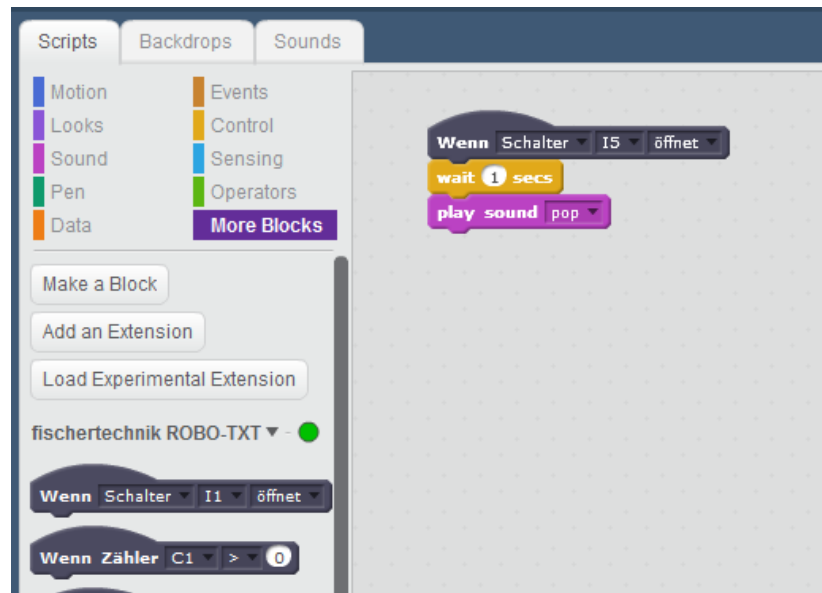 Scripts Backdrops Sounds
Motion Events
Looks Control
Sound Sensing
Pen Operators
Data More Blocks
Make a Block
Add an Extension
Load Experimental Extension
fischertechnik ROBO-TXT
Wenn Schalter I1 öffnet
Wenn Zähler C1 > 0
Wenn Schalter I5 öffnet
wait 1 secs
play sound pop